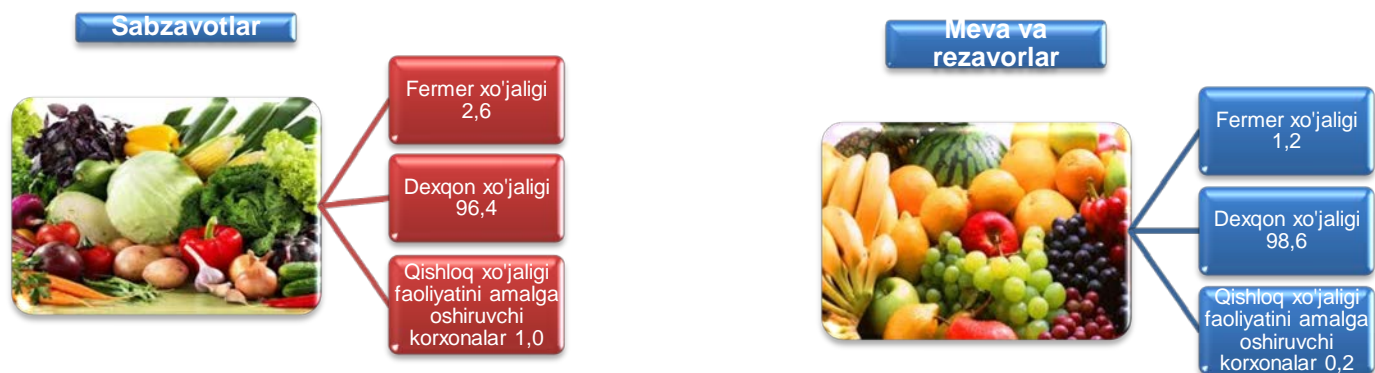 Sabzavotlar
Fermer xo'jaligi
2,6
Dexqon xo'jaligi
96,4
Qishloq xo'jaligi
faoliyatini amalga
oshiruvchi
korxonalar 1,0
Meva va
rezavorlar
Fermer xo'jaligi
1,2
Dexqon xo'jaligi
98,6
Qishloq xo'jaligi
faoliyatini amalga
oshiruvchi
korxonalar 0,2